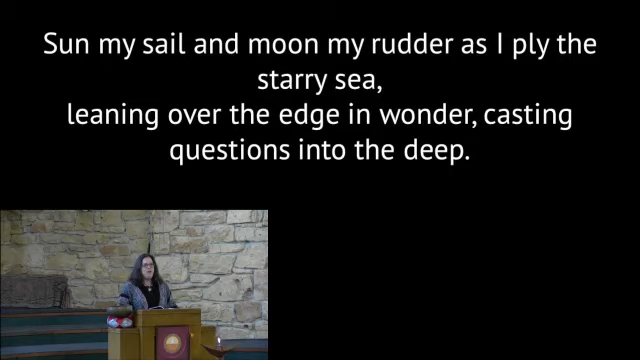 Sun my sail and moon my rudder as I ply the
starry sea,
leaning over the edge in wonder, casting
questions into the deep.